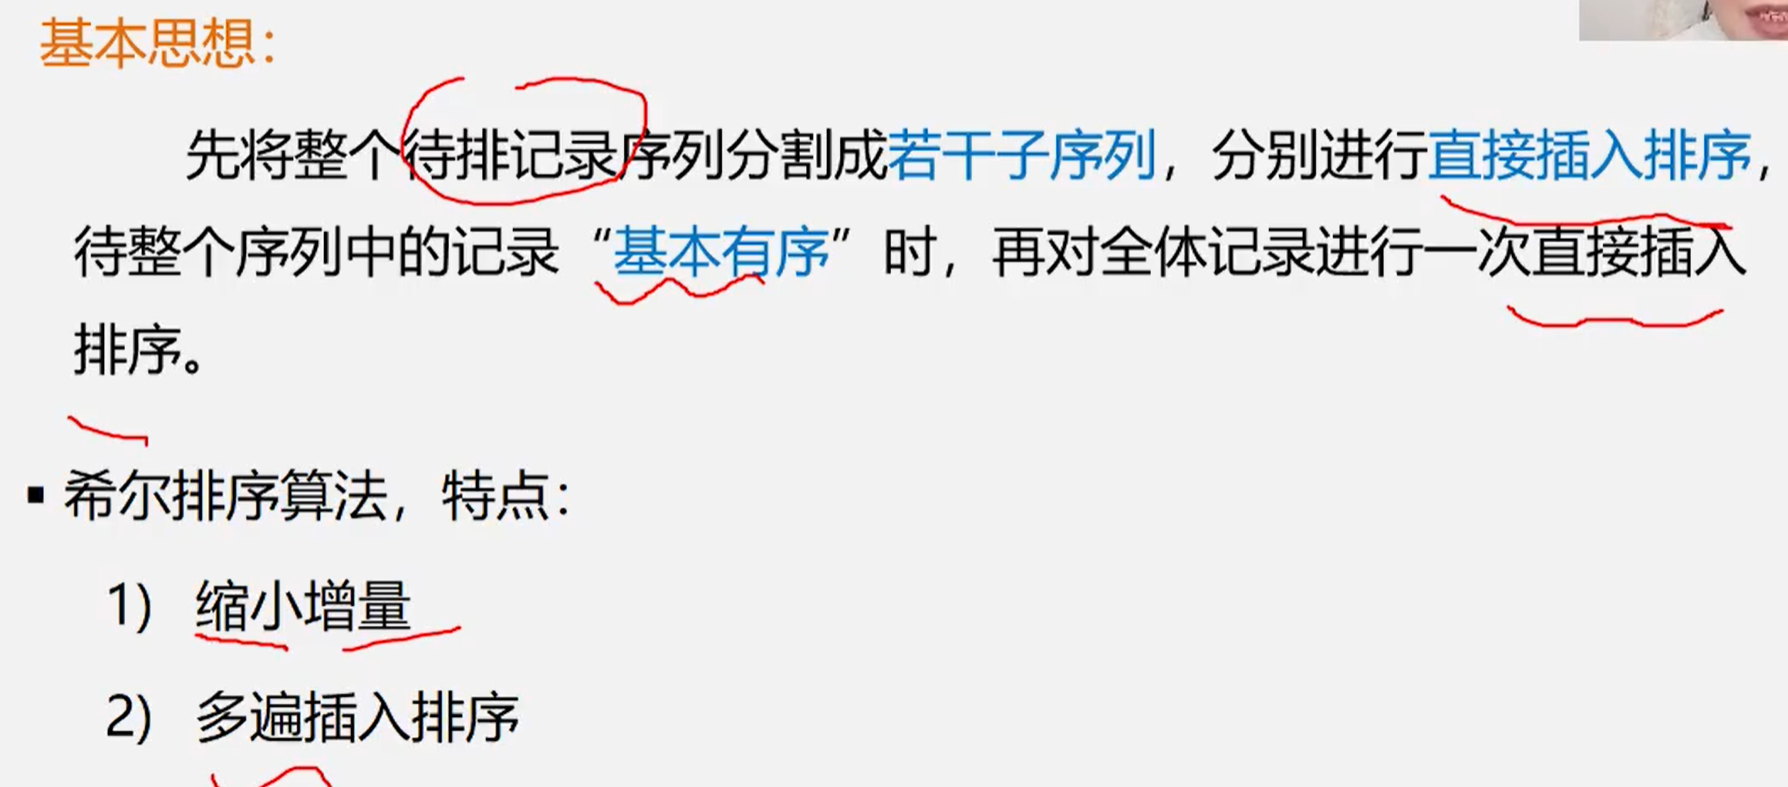 基本思想：
先将整个待排记录序列分割成若干子序列，分别进行直接插入排序，
待整个序列中的记录“基本有序”时，再对全体记录进行一次直接插入
排序。
▪ 希尔排序算法，特点：
1) 缩小增量
2) 多遍插入排序